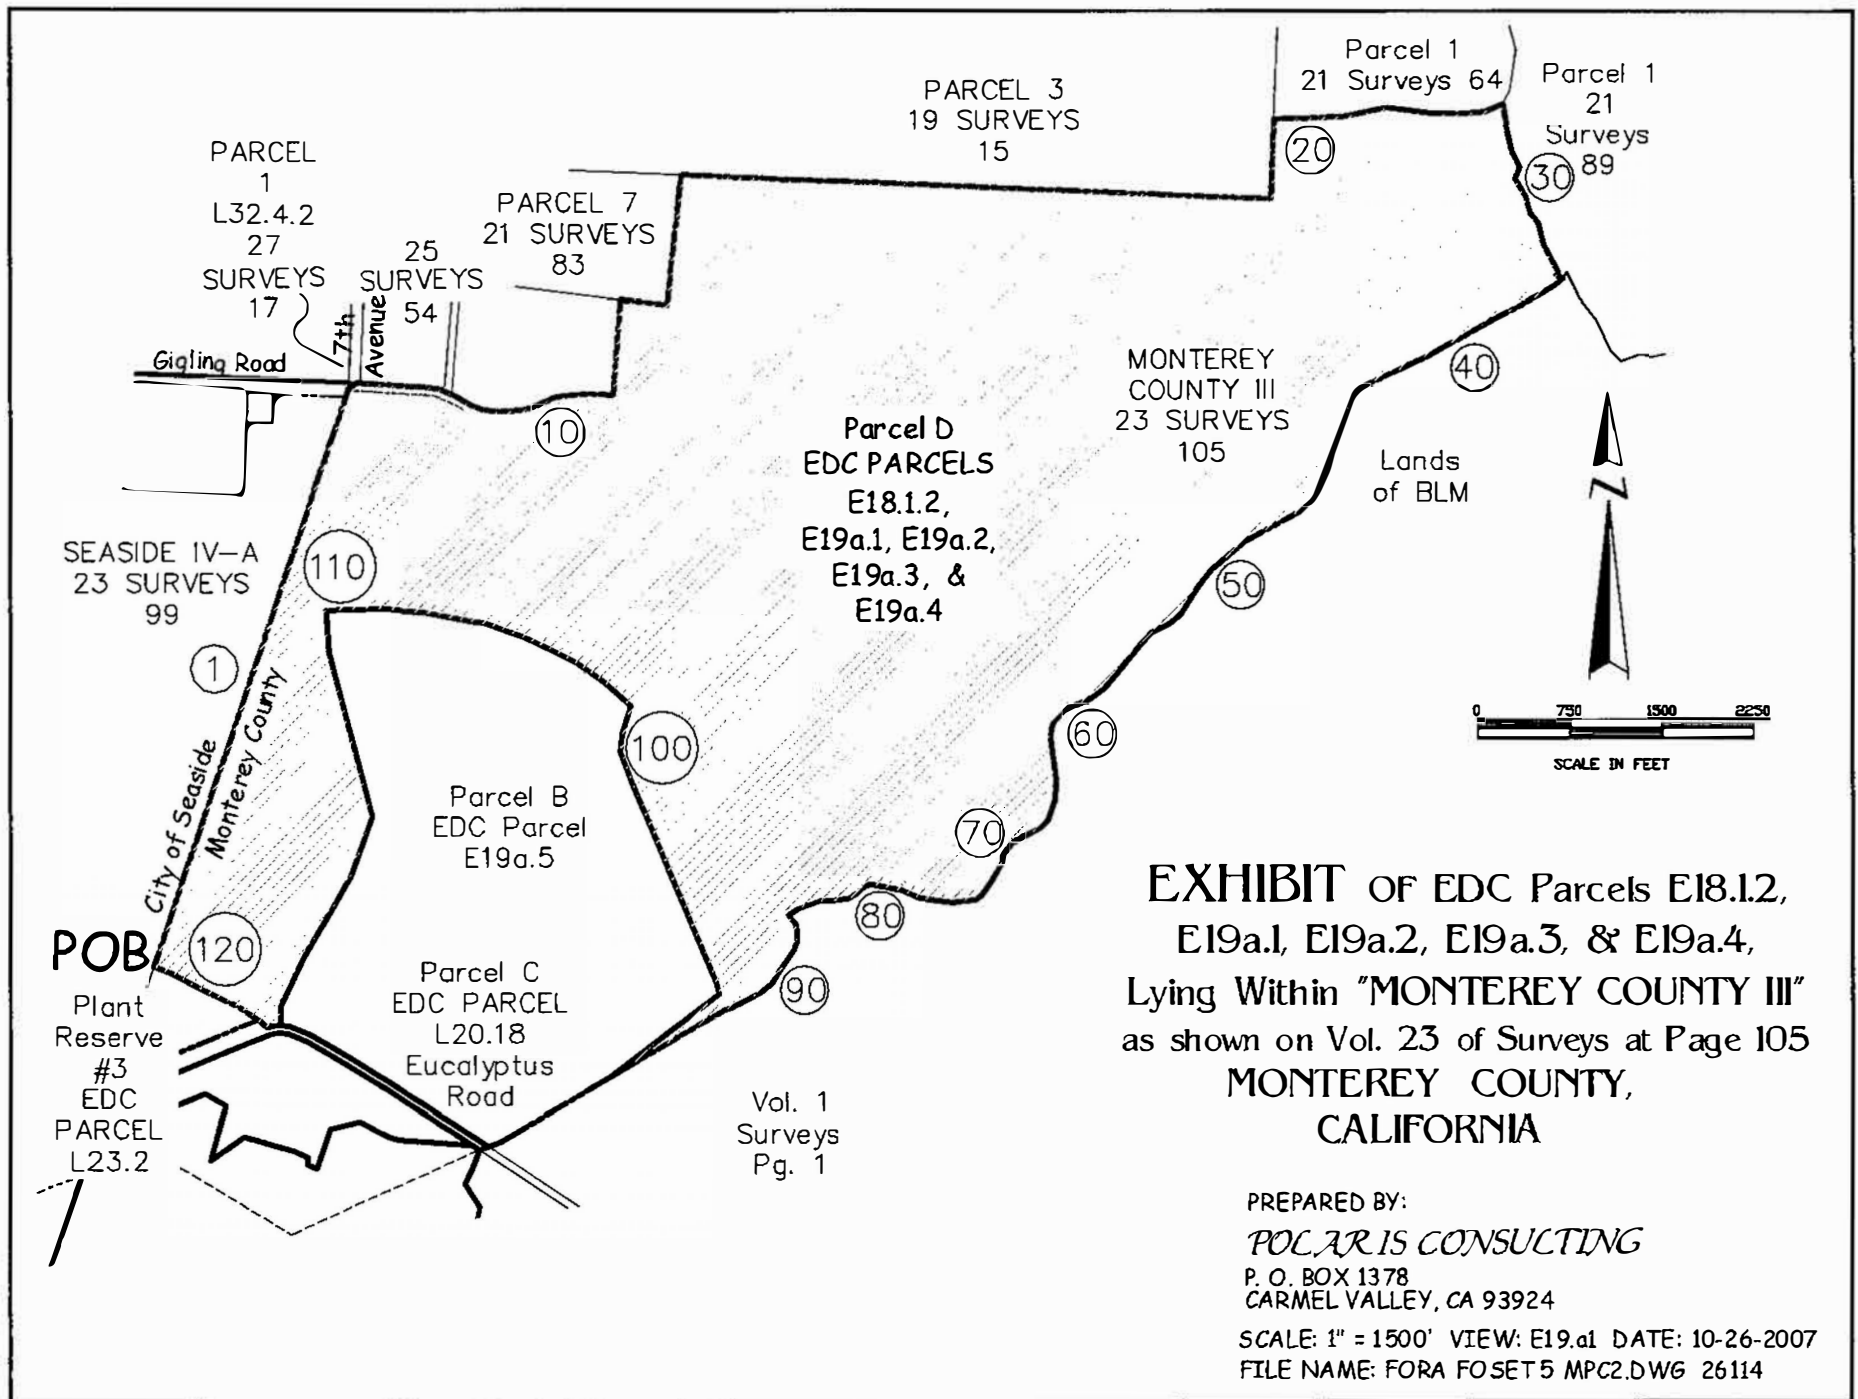 Parcel 1
21 Surveys 64
Parcel 1
21
Surveys
89
PARCEL 3
19 SURVEYS
15
PARCEL
1
L32.4.2
27
SURVEYS
17
PARCEL 7
21 SURVEYS
83
25
SURVEYS
54
7th
Avenue
Gigling Road
20
30
10
40
MONTEREY
COUNTY III
23 SURVEYS
105
Parcel D
EDC PARCELS
E18.1.2,
E19a.1, E19a.2,
E19a.3, &
E19a.4
Lands
of BLM
N
SEASIDE IV-A
23 SURVEYS
99
110
50
1
City of Seaside
Monterey County
100
60
0 750 1500 2250
SCALE IN FEET
Parcel B
EDC Parcel
E19a.5
70
80
90
120
POB
Plant
Reserve
#3
EDC
PARCEL
L23.2
Parcel C
EDC PARCEL
L20.18
Eucalyptus
Road
Vol. 1
Surveys
Pg. 1
EXHIBIT OF EDC Parcels E18.1.2,
E19a.1, E19a.2, E19a.3, & E19a.4,
Lying Within "MONTEREY COUNTY III"
as shown on Vol. 23 of Surveys at Page 105
MONTEREY COUNTY,
CALIFORNIA
PREPARED BY:
POLARIS CONSULTING
P. O. BOX 1378
CARMEL VALLEY, CA 93924
SCALE: 1" = 1500' VIEW: E19.a1 DATE: 10-26-2007
FILE NAME: FORA FOSET5 MPC2.DWG 26114